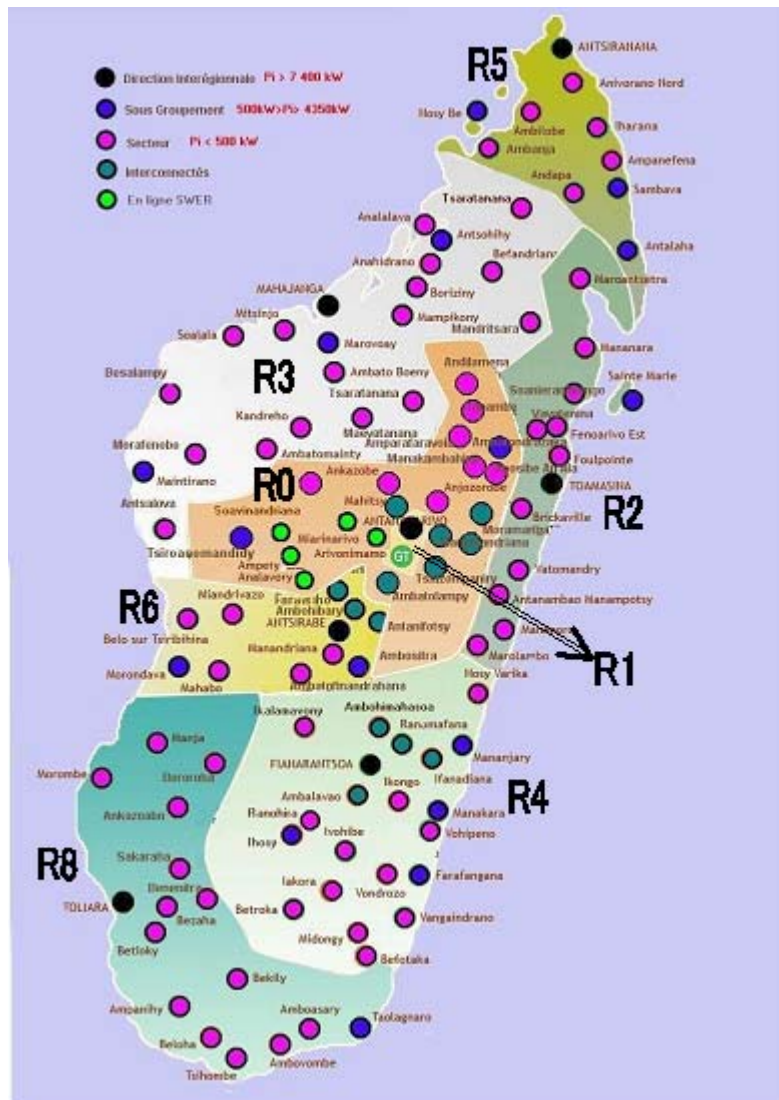 ANTSIRANANA
R5
Direction Interégionnale Pi > 7 400 kW
Anivorano Nord
Sous Groupement 500kW>Pi> 4350kW
Nosy Be
Ambilobe
Iharana
Secteur Pi < 500 kW
Ambanja
Ampanefena
Interconnectés
Andapa
Sambava
En ligne SWER
Tsaratanana
Analalava
Antsohihy
Befandriana
Antalaha
Anahidrano
Maroantsetra
MAHAJANGA
Boriziny
Mitsinjo
Mampikony
Mandritsara
Soalala
Marovoay
Mananara
R3
Andilamena
Besalampy
Ambato Boeny
Sainte Marie
Tsaratanana
Kandreho
Maevatanana
Fenoarivo Est
Morafenobe
Ambatomainty
Foulpointe
Maintirano
R0
Ankazobe
Anjozorobe
TOAMASINA
Antsalova
Mahitsy
R2
Soavinandriana
Brickaville
Moramanga
Tsiroanomandidy
Miarinarivo
Arivonimamo
GT
Ampefy
Vatomandry
Analavory
R6
Miandrivazo
Ambatolampy
Antanambao Manampotsy
Ambohibary
Belo sur Tsiribihina
ANTSIRABE
Antanifotsy
Manandriana
Ambositra
Marolambo
R1
Morondava
Mahabo
Ambatofinandrahana
Nosy Varika
Ikalamavony
Ambohimahasoa
Ranomafana
Manja
Mananjary
FIANARANTSOA
Ifanadiana
Morombe
Beroroha
Ikongo
Ambalavao
R4
Ankazoabo
Ranohira
Manakara
Ivohibe
Vohipeno
Ihosy
Sakaraha
R8
Iakora
Farafangana
Vondrozo
TOLIARA
Bezaha
Betroka
Vangaindrano
Betioky
Midongy
Befotaka
Bekily
Ampanihy
Amboasary
Taolagnaro
Beloha
Ambovombe
Tsihombe